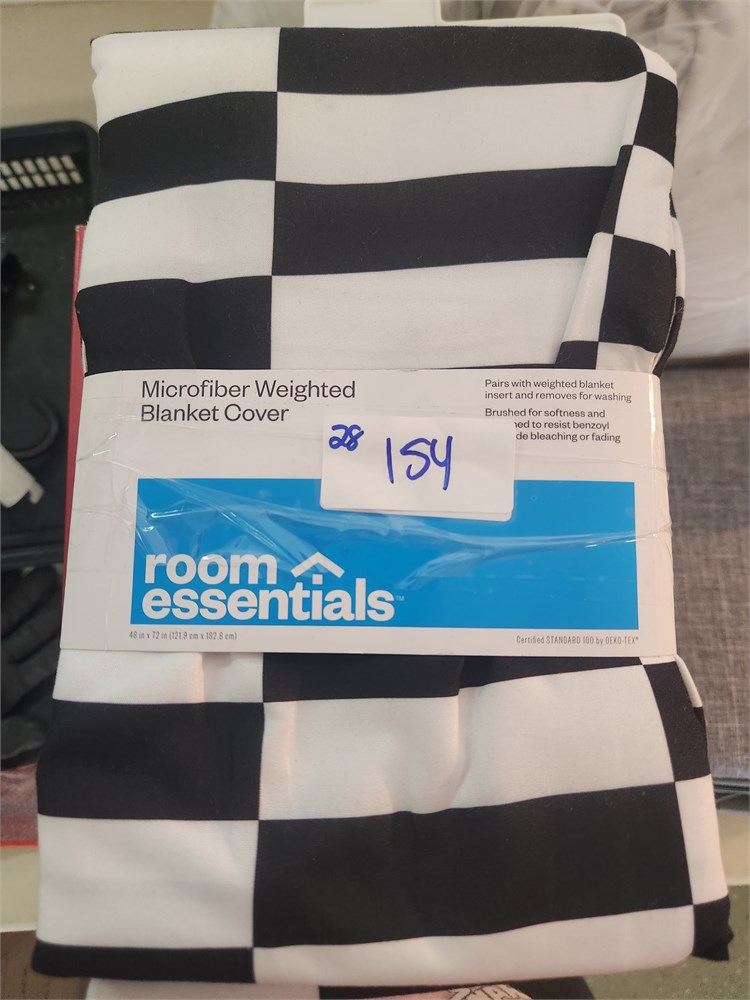 Microfiber Weighted
Blanket Cover
Pairs with weighted blanket
insert and removes for washing
Brushed for softness and
to resist benzoyl
bleaching or fading
28
154
room
essentials™
48 in x 72 in (121.9 cm x 182.8 cm)
Certified STANDARD 100 by OEKO-TEX®